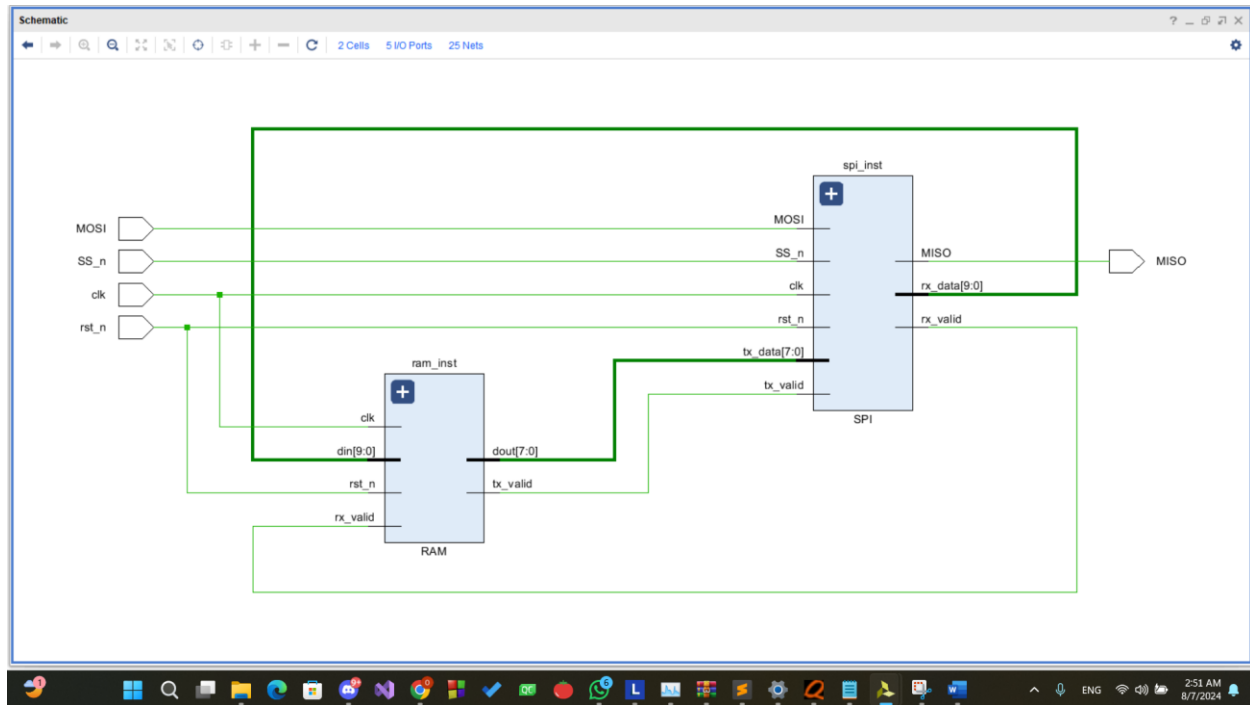 Schematic
2 Cells 5 I/O Ports 25 Nets
spi_inst
MOSI
MOSI
SS_n
SS_n
MISO
MISO
clk
clk
rx_data[9:0]
rst_n
rst_n
rx_valid
tx_data[7:0]
ram_inst
tx_valid
SPI
clk
din[9:0]
dout[7:0]
rst_n
tx_valid
rx_valid
RAM
ENG
2:51 AM
8/7/2024